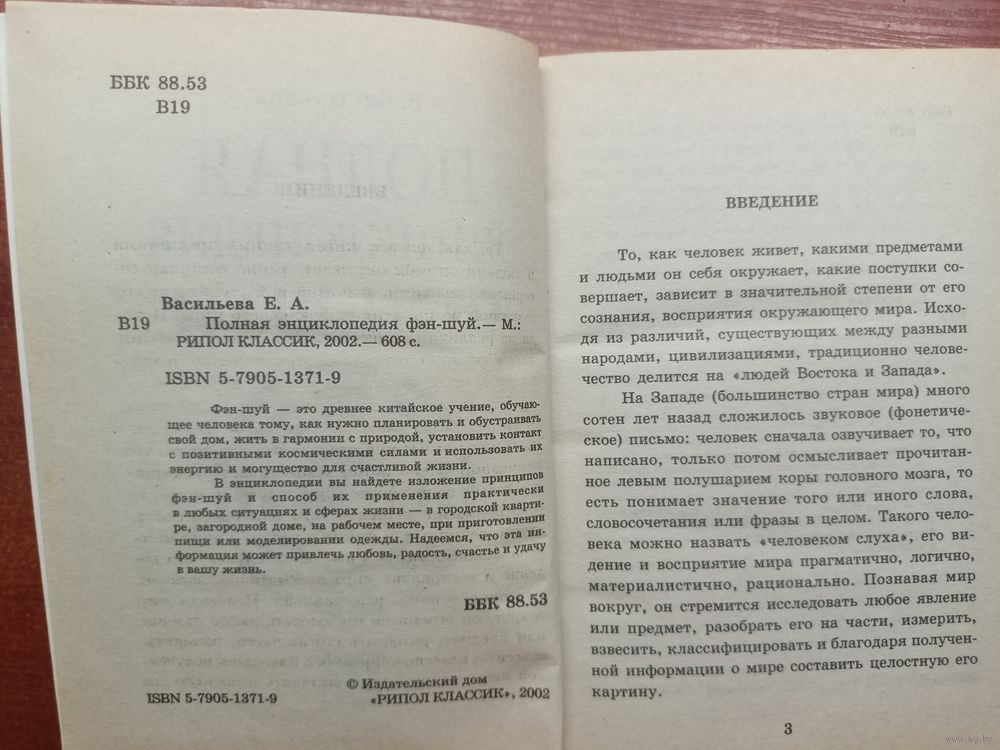 ББК 88.53
В19
Васильева Е. А.
В19 Полная энциклопедия фэн-шуй.— М.:
РИПОЛ КЛАССИК, 2002.— 608 с.
ISBN 5-7905-1371-9
Фэн-шуй — это древнее китайское учение, обучаю-
щее человека тому, как нужно планировать и обустраивать
свой дом, жить в гармонии с природой, установить контакт
с позитивными космическими силами и использовать их
энергию и могущество для счастливой жизни.
В энциклопедии вы найдете изложение принципов
фэн-шуй и способ их применения практически
в любых ситуациях и сферах жизни — в городской кварти-
ре, загородной доме, на рабочем месте, при приготовлении
пищи или моделировании одежды. Надеемся, что эта ин-
формация может привлечь любовь, радость, счастье и удачу
в вашу жизнь.
ББК 88.53
© Издательский дом
ISBN 5-7905-1371-9 «РИПОЛ КЛАССИК», 2002
ВВЕДЕНИЕ
То, как человек живет, какими предметами
и людьми он себя окружает, какие поступки со-
вершает, зависит в значительной степени от его
сознания, восприятия окружающего мира. Исхо-
дя из различий, существующих между разными
народами, цивилизациями, традиционно челове-
чество делится на «людей Востока и Запада».
На Западе (большинство стран мира) много
сотен лет назад сложилось звуковое (фонетиче-
ское) письмо: человек сначала озвучивает то, что
написано, только потом осмысливает прочитан-
ное левым полушарием коры головного мозга, то
есть понимает значение того или иного слова,
словосочетания или фразы в целом. Такого чело-
века можно назвать «человеком слуха», его ви-
дение и восприятие мира прагматично, логично,
материалистично, рационально. Познавая мир
вокруг, он стремится исследовать любое явление
или предмет, разобрать его на части, измерить,
взвесить, классифицировать и благодаря получен-
ной информации о мире составить целостную его
картину.
3
www.ay.by